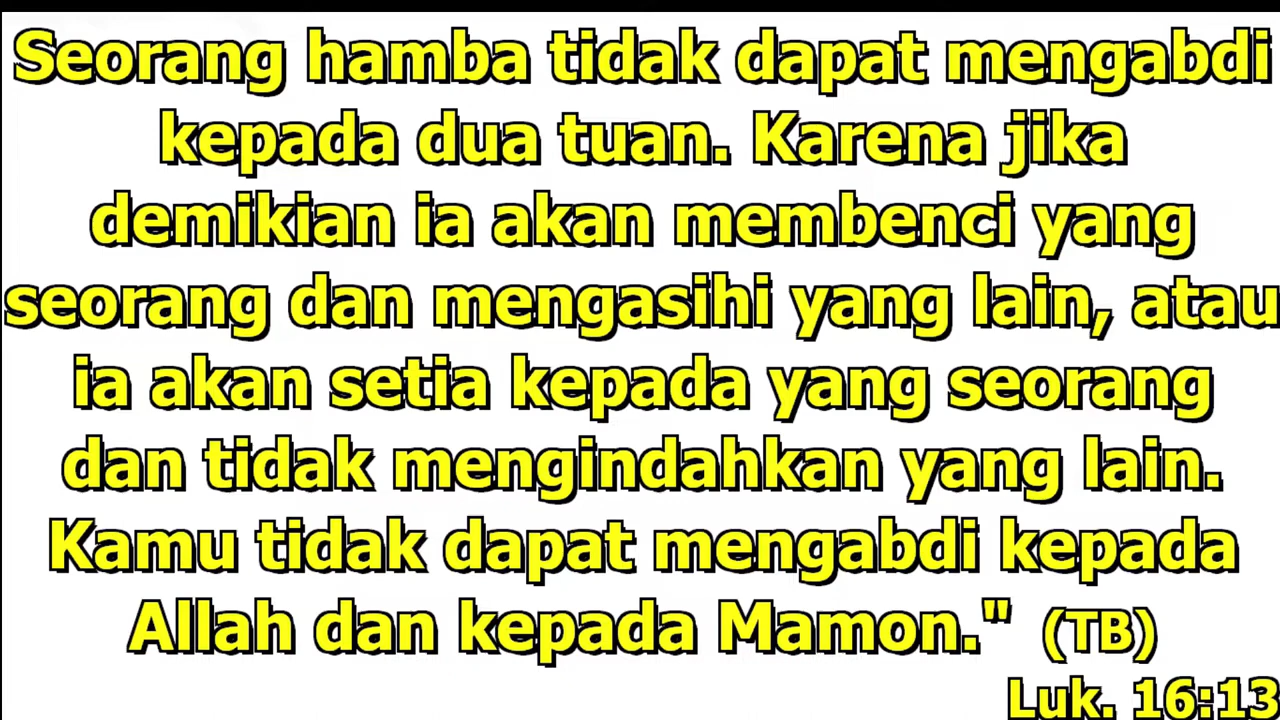 Seorang hamba tidak dapat mengabdi
kepada dua tuan. Karena jika
demikian ia akan membenci yang
seorang dan mengasihi yang lain, atau
ia akan setia kepada yang seorang
dan tidak mengindahkan yang lain.
Kamu tidak dapat mengabdi kepada
Allah dan kepada Mamon." (TB)
Luk. 16:13